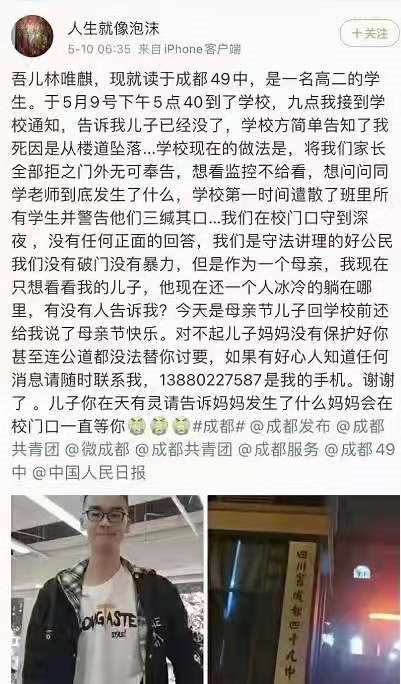 人生就像泡沫
+关注
5-10 06:35 来自iPhone客户端
吾儿林唯麒，现就读于成都49中，是一名高二的学
生。于5月9号下午5点40到了学校，九点我接到学
校通知，告诉我儿子已经没了，学校方简单告知了我
死因是从楼道坠落...学校现在的做法是，将我们家长
全部拒之门外无可奉告，想看监控不给看，想问问同
学老师到底发生了什么，学校第一时间遣散了班里所
有学生并警告他们三缄其口...我们在校门口守到深
夜，没有任何正面的回答，我们是守法讲理的好公民
我们没有破门没有暴力，但是作为一个母亲，我现在
只想看看我的儿子，他现在还一个人冰冷的躺在哪
里，有没有人告诉我？今天是母亲节儿子回学校前还
给我说了母亲节快乐。对不起儿子妈妈没有保护好你
甚至连公道都没法替你讨要，如果有好心人知道任何
消息请随时联系我，13880227587是我的手机。谢谢
了。儿子你在天有灵请告诉妈妈发生了什么妈妈会在
校门口一直等你#成都# @成都发布 @成都
共青团 @微成都 @成都共青团 @成都服务 @成都49
中 @中国人民日报
四川省成都四十九中